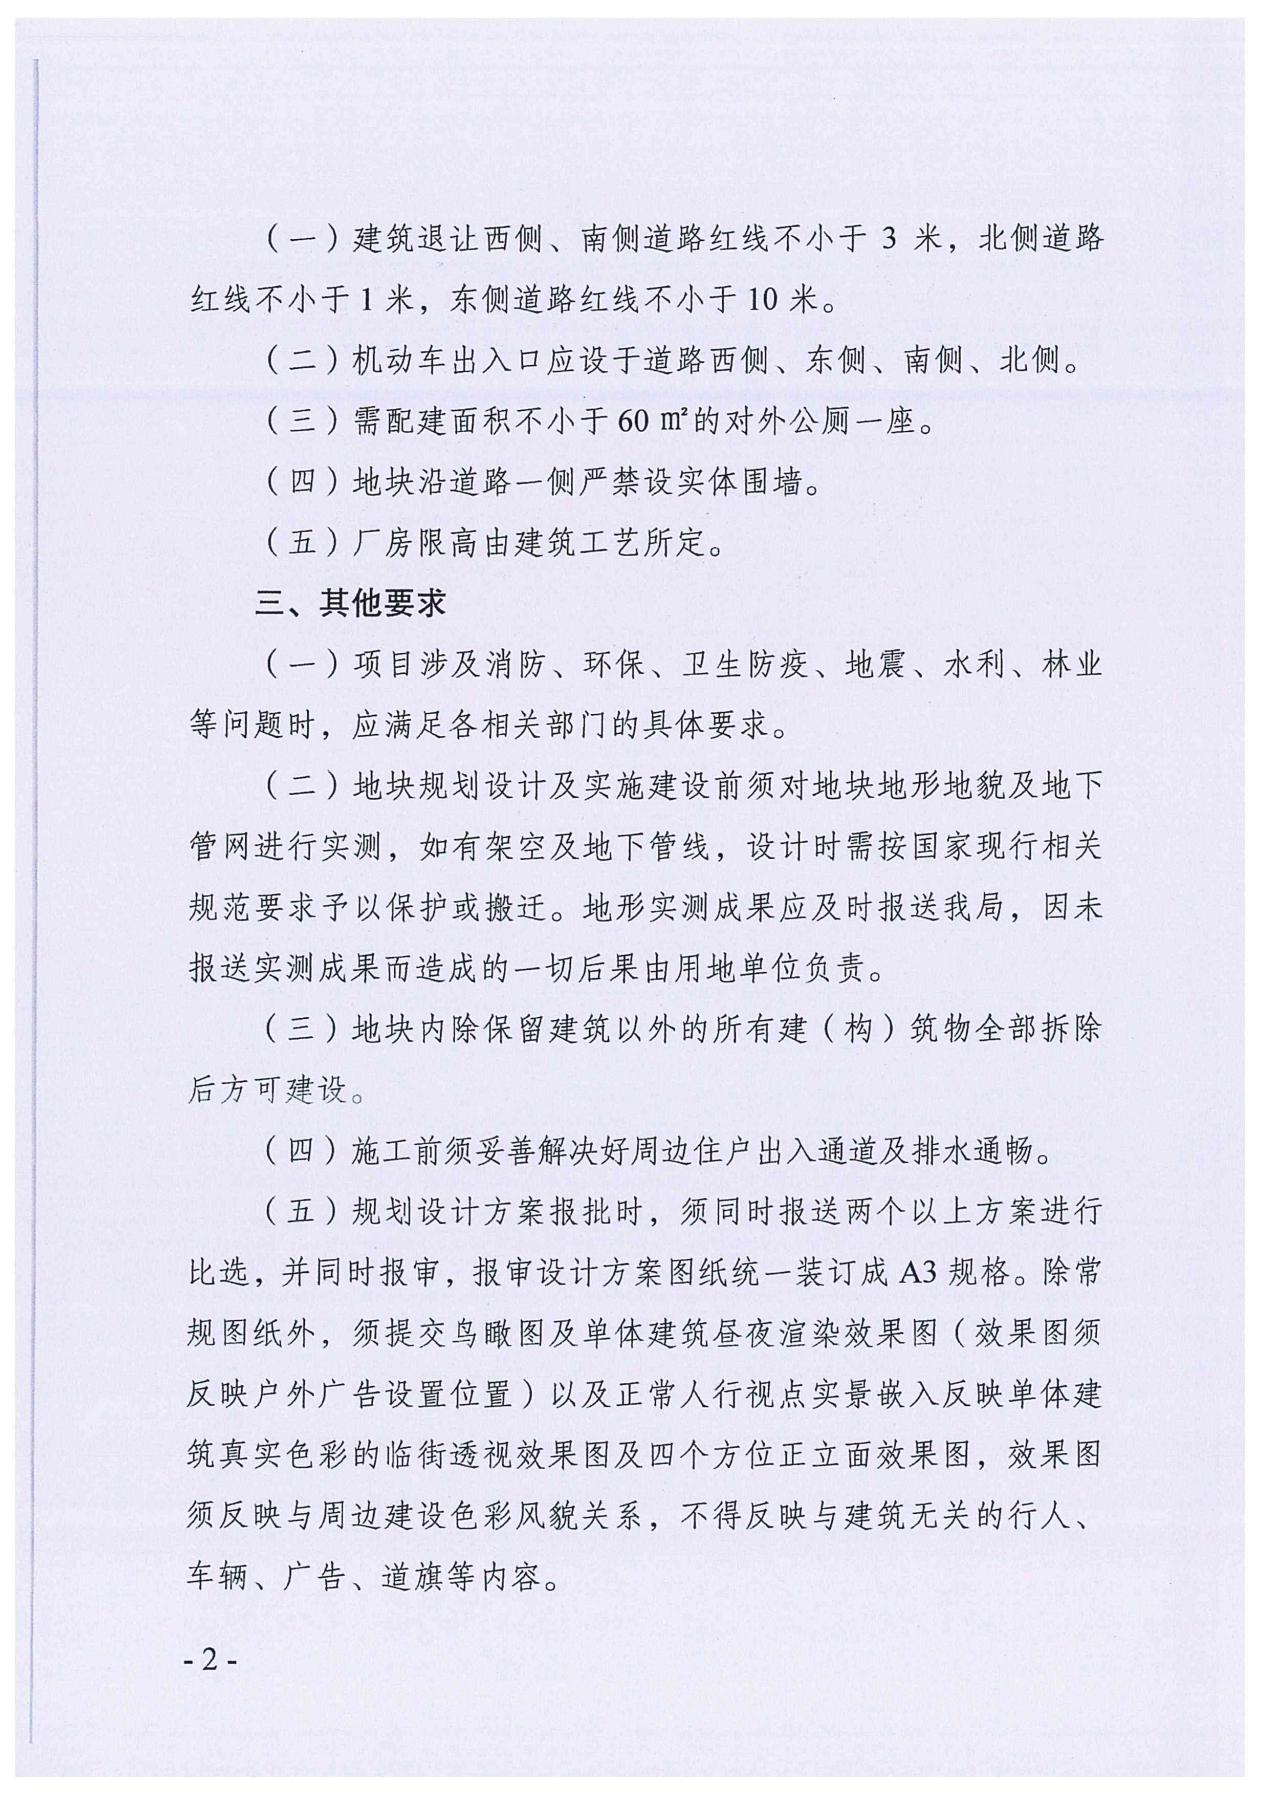 （一）建筑退让西侧、南侧道路红线不小于 3 米，北侧道路
红线不小于 1 米，东侧道路红线不小于 10 米。
（二）机动车出入口应设于道路西侧、东侧、南侧、北侧。
（三）需配建面积不小于 60 ㎡的对外公厕一座。
（四）地块沿道路一侧严禁设实体围墙。
（五）厂房限高由建筑工艺所定。
三、其他要求
（一）项目涉及消防、环保、卫生防疫、地震、水利、林业
等问题时，应满足各相关部门的具体要求。
（二）地块规划设计及实施建设前须对地块地形地貌及地下
管网进行实测，如有架空及地下管线，设计时需按国家现行相关
规范要求予以保护或搬迁。地形实测成果应及时报送我局，因未
报送实测成果而造成的一切后果由用地单位负责。
（三）地块内除保留建筑以外的所有建（构）筑物全部拆除
后方可建设。
（四）施工前须妥善解决好周边住户出入通道及排水通畅。
（五）规划设计方案报批时，须同时报送两个以上方案进行
比选，并同时报审，报审设计方案图纸统一装订成 A3 规格。除常
规图纸外，须提交鸟瞰图及单体建筑昼夜渲染效果图（效果图须
反映户外广告设置位置）以及正常人行视点实景嵌入反映单体建
筑真实色彩的临街透视效果图及四个方位正立面效果图，效果图
须反映与周边建设色彩风貌关系，不得反映与建筑无关的行人、
车辆、广告、道旗等内容。
- 2 -